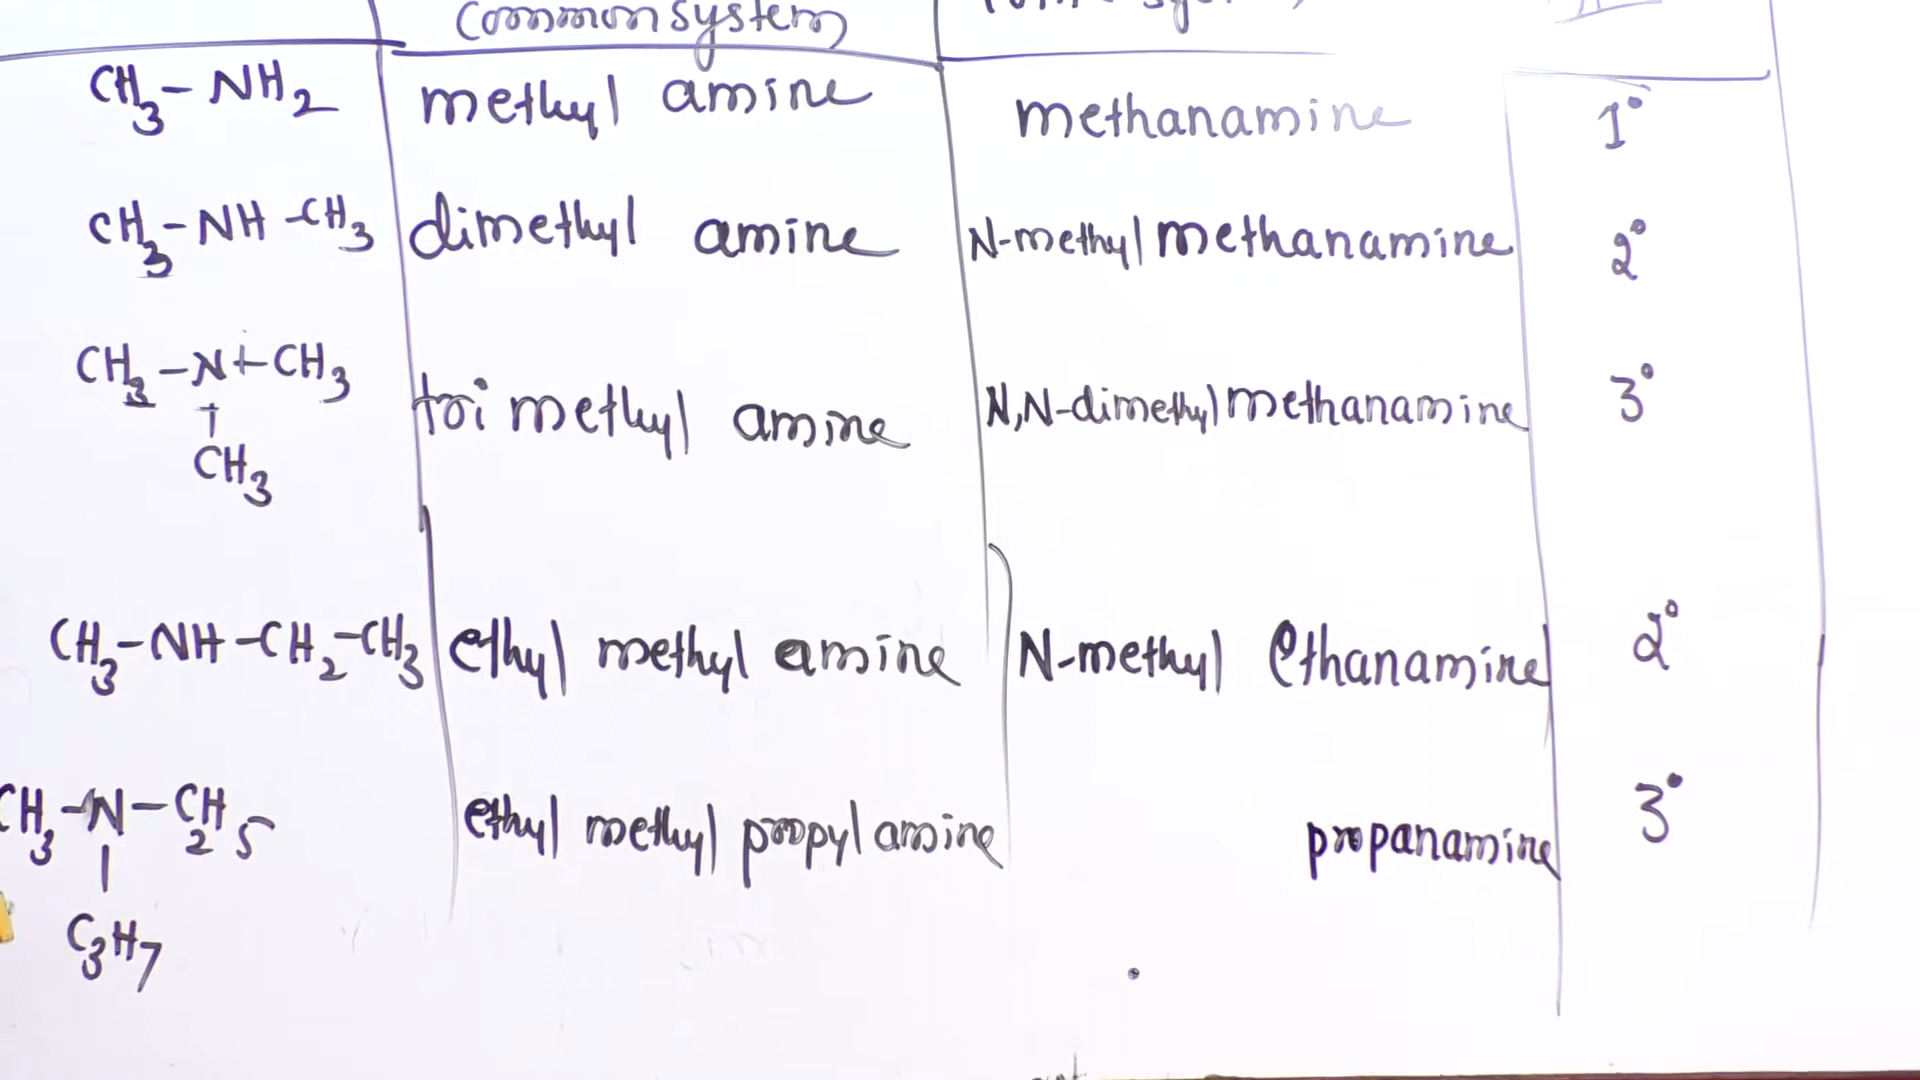 Common system
CH3-NH2 methyl amine methanamine 1°
CH3-NH-CH3 dimethyl amine N-methyl methanamine 2°
CH3-N-CH3 tri methyl amine N,N-dimethyl methanamine 3°
CH3
CH3-NH-CH2-CH3 ethyl methyl amine N-methyl Ethanamine 2°
CH3-N-C2H5 ethyl methyl propyl amine propanamine 3°
C3H7